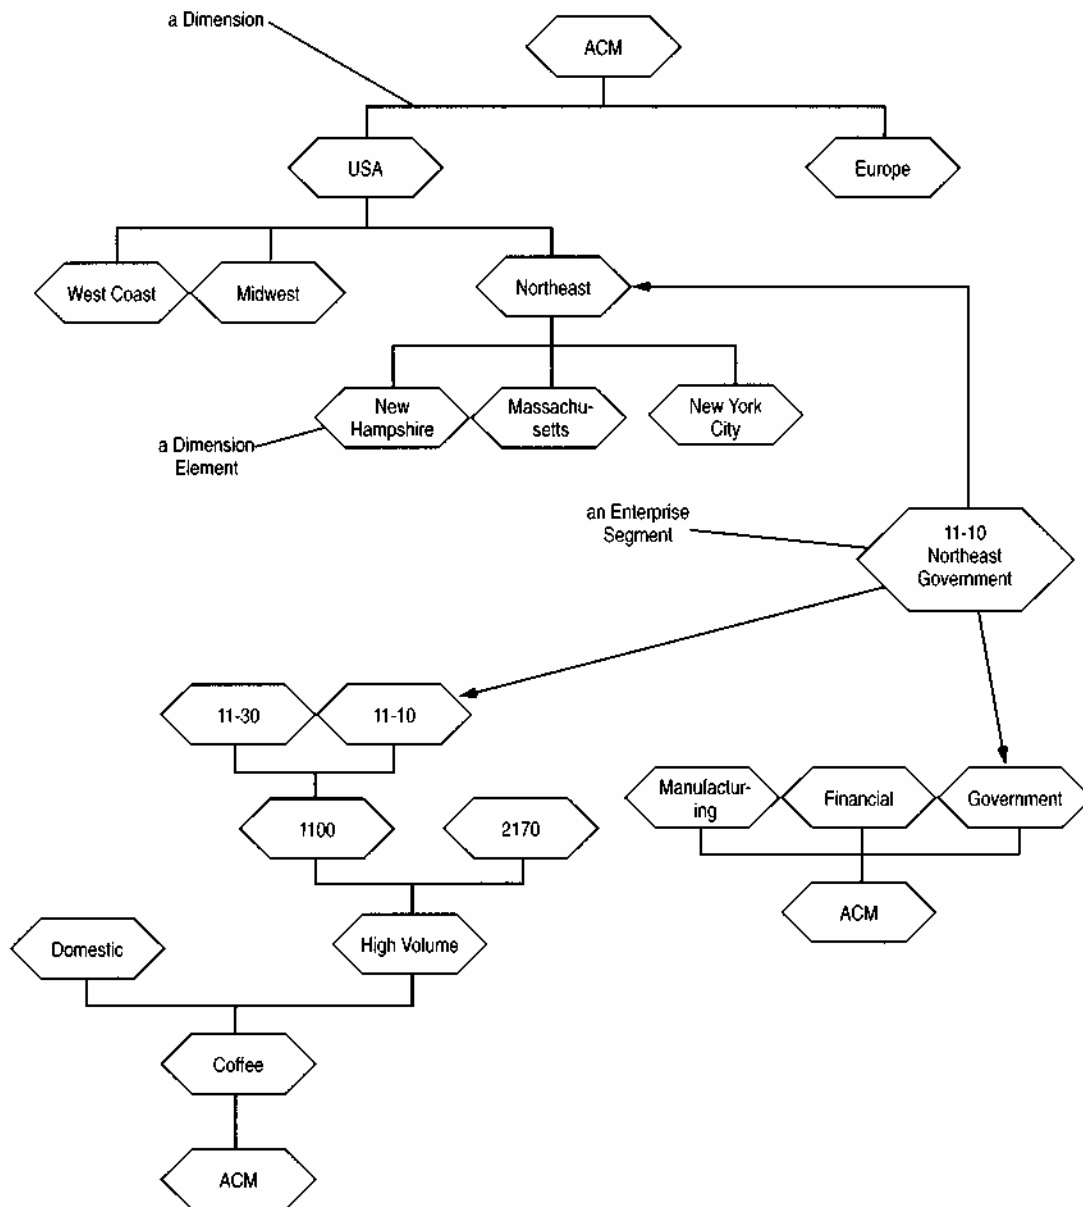 a Dimension
ACM
USA
Europe
West Coast
Midwest
Northeast
New
Hampshire
Massachu-
setts
New York
City
a Dimension
Element
an Enterprise
Segment
11-10
Northeast
Government
11-30
11-10
Manufactur-
ing
Financial
Government
1100
2170
ACM
Domestic
High Volume
Coffee
ACM